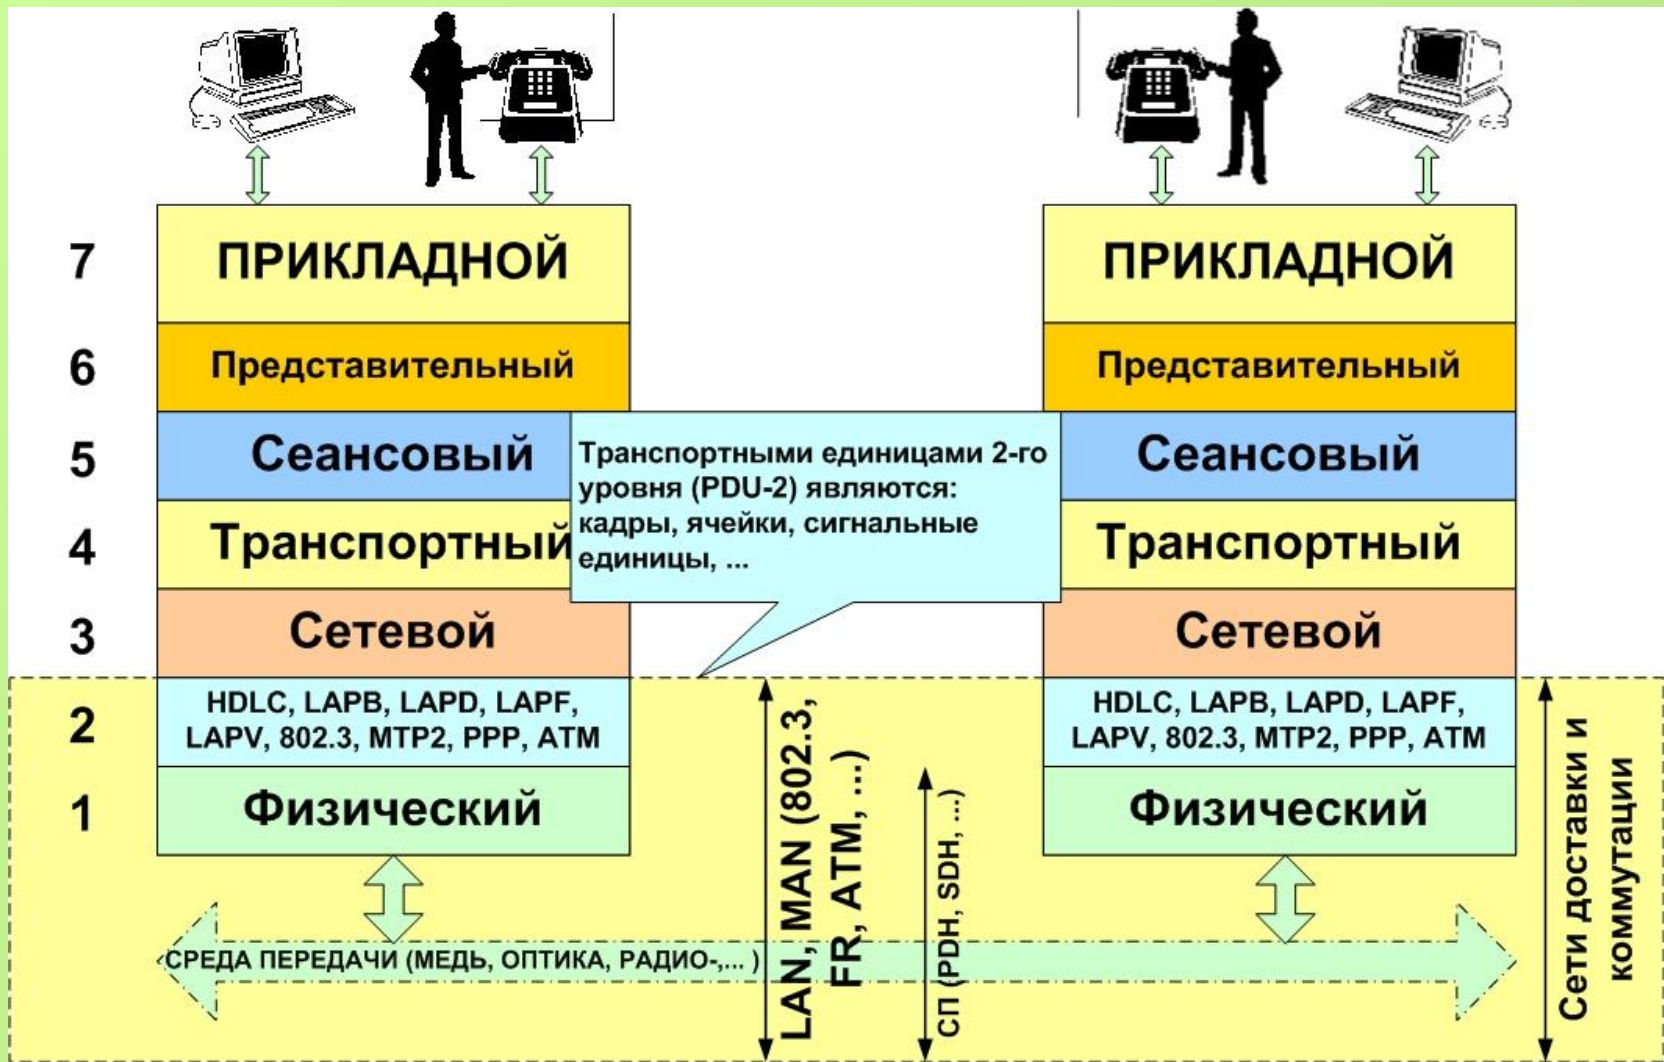 7
ПРИКЛАДНОЙ
ПРИКЛАДНОЙ
6
Представительный
Представительный
5
Сеансовый
Сеансовый
Транспортными единицами 2-го
уровня (PDU-2) являются:
кадры, ячейки, сигнальные
единицы, ...
4
Транспортный
Транспортный
3
Сетевой
Сетевой
2
HDLC, LAPB, LAPD, LAPF,
LAPV, 802.3, MTP2, PPP, ATM
HDLC, LAPB, LAPD, LAPF,
LAPV, 802.3, MTP2, PPP, ATM
1
Физический
Физический
LAN, MAN (802.3,
FR, ATM, ...)
СП (PDH, SDH, ...)
Сети доставки и
коммутации
СРЕДА ПЕРЕДАЧИ (МЕДЬ, ОПТИКА, РАДИО-,... )